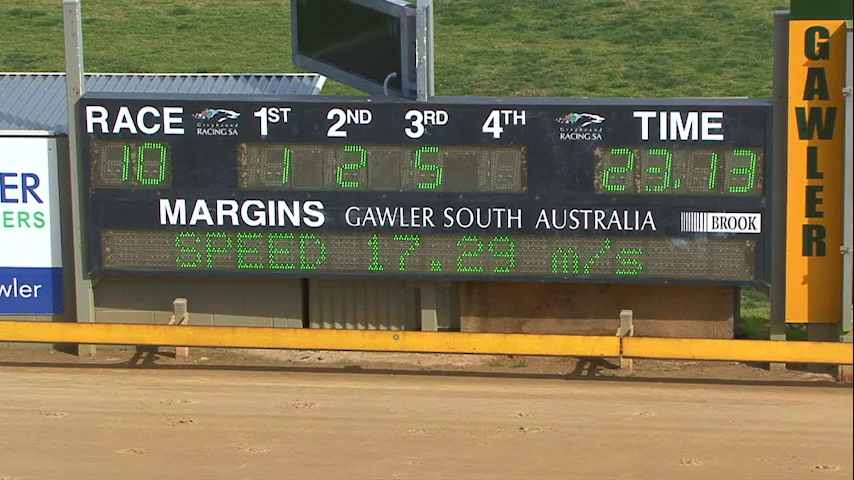 RACE Greyhound RACING SA 1ST 2ND 3RD 4TH Greyhound RACING SA TIME
10 1 2 5 23.13
MARGINS GAWLER SOUTH AUSTRALIA BROOK
SPEED 17.29 m/s
GAWLER
ER
ERS
wler